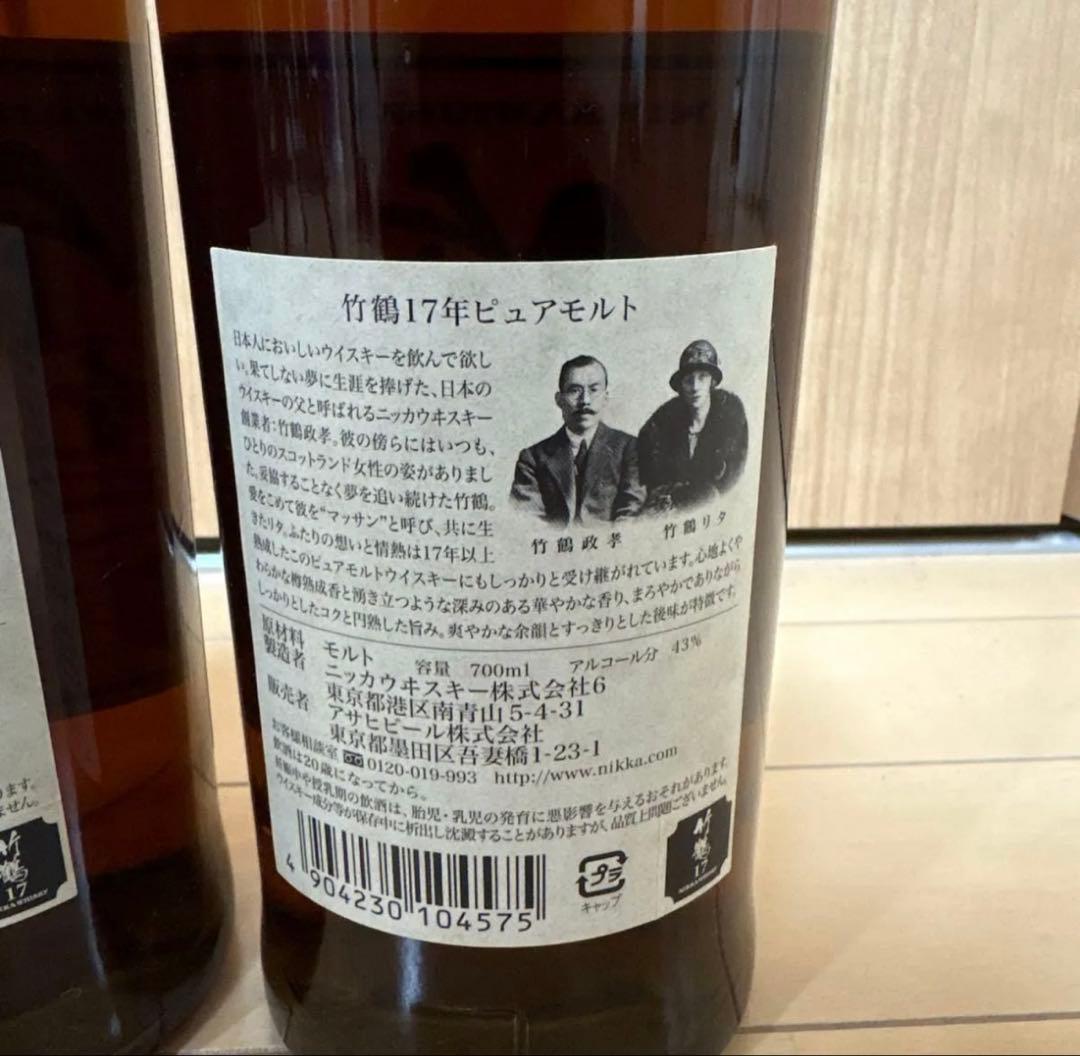 竹鶴17年ピュアモルト
日本人においしいウイスキーを飲んで欲し
い。果てしない夢に生涯を捧げた、日本の
ウイスキーの父と呼ばれるニッカウヰスキー
創業者：竹鶴政孝。彼の傍らにはいつも、
ひとりのスコットランド女性の姿がありまし
た。妥協することなく夢を追い続けた竹鶴。
愛をこめて彼を“マッサン”と呼び、共に生
きたリタ。ふたりの想いと情熱は17年以上
熟成したこのピュアモルトウイスキーにもしっかりと受け継がれています。心地よくや
わらかな樽熟成香と湧き立つような深みのある華やかな香り、まろやかでありながら
しっかりとしたコクと円熟した旨み。爽やかな余韻とすっきりとした後味が特徴です。
竹鶴政孝 竹鶴リタ
原材料 モルト 容量 700ml アルコール分 43%
製造者 ニッカウヰスキー株式会社6
東京都港区南青山5-4-31
販売者 アサヒビール株式会社
東京都墨田区吾妻橋1-23-1
お客様相談室 0120-019-993 http://www.nikka.com
飲酒は20歳になってから。
妊娠中や授乳期の飲酒は、胎児・乳児の発育に悪影響を与えるおそれがあります。
ウイスキー成分等が保存中に析出し沈澱することがありますが、品質上問題ございません。
4 904230 104575
プラ
キャップ
竹鶴
17
NIKKA WHISKY
ります。
ません。
竹鶴
17
NIKKA WHISKY